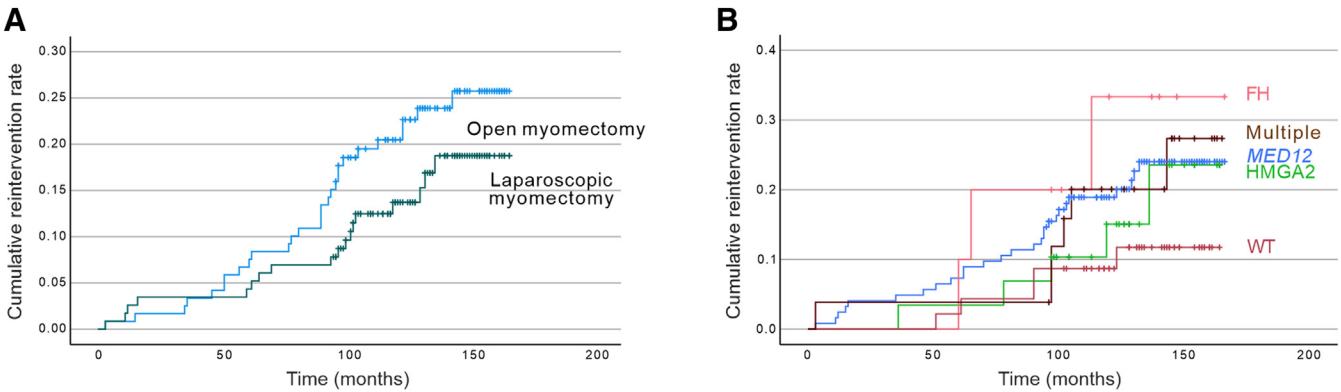 A
Cumulative reintervention rate
0.30
0.25
0.20
0.15
0.10
0.05
0.00
Open myomectomy
Laparoscopic
myomectomy
0 50 100 150 200
Time (months)
B
Cumulative reintervention rate
0.4
0.3
0.2
0.1
0.0
FH
Multiple
MED12
HMGA2
WT
0 50 100 150 200
Time (months)